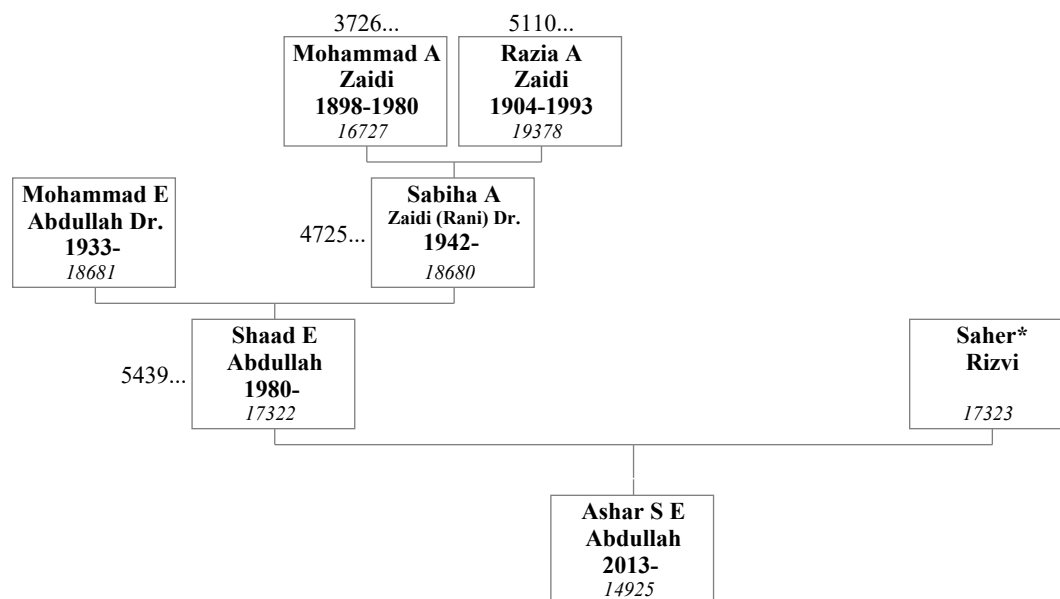 3726...
5110...
Mohammad A
Zaidi
1898-1980
16727
Razia A
Zaidi
1904-1993
19378
Mohammad E
Abdullah Dr.
1933-
18681
4725...
Sabiha A
Zaidi (Rani) Dr.
1942-
18680
5439...
Shaad E
Abdullah
1980-
17322
Saher*
Rizvi
17323
Ashar S E
Abdullah
2013-
14925